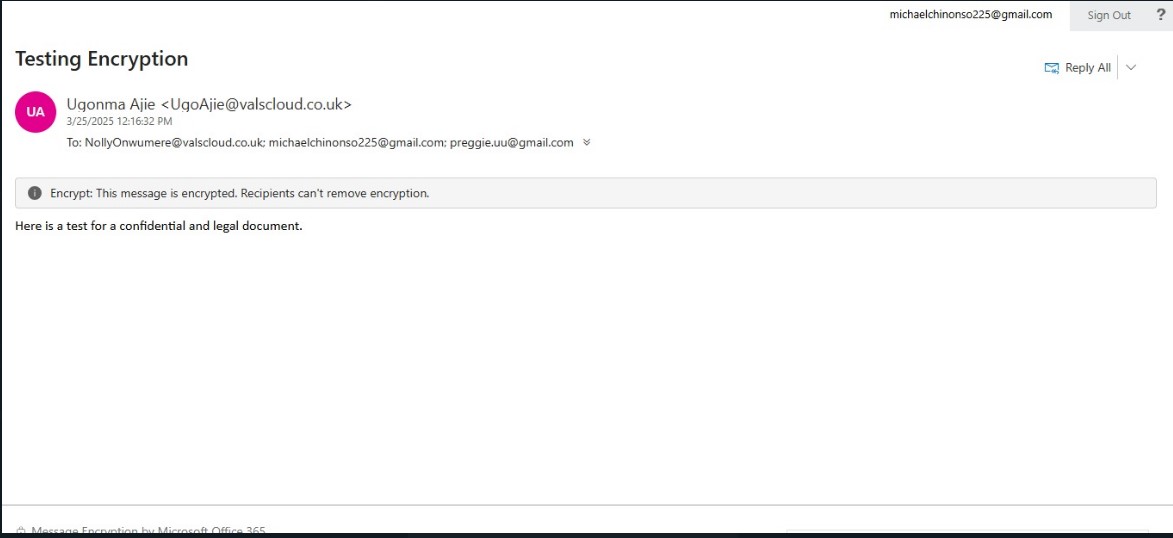 michaelchinonso225@gmail.com Sign Out ?
Testing Encryption
Reply All
UA
Ugonma Ajie <UgoAjie@valscloud.co.uk>
3/25/2025 12:16:32 PM
To: NollyOnwumere@valscloud.co.uk; michaelchinonso225@gmail.com; preggie.uu@gmail.com
Encrypt: This message is encrypted. Recipients can't remove encryption.
Here is a test for a confidential and legal document.
Message Encryption by Microsoft Office 365